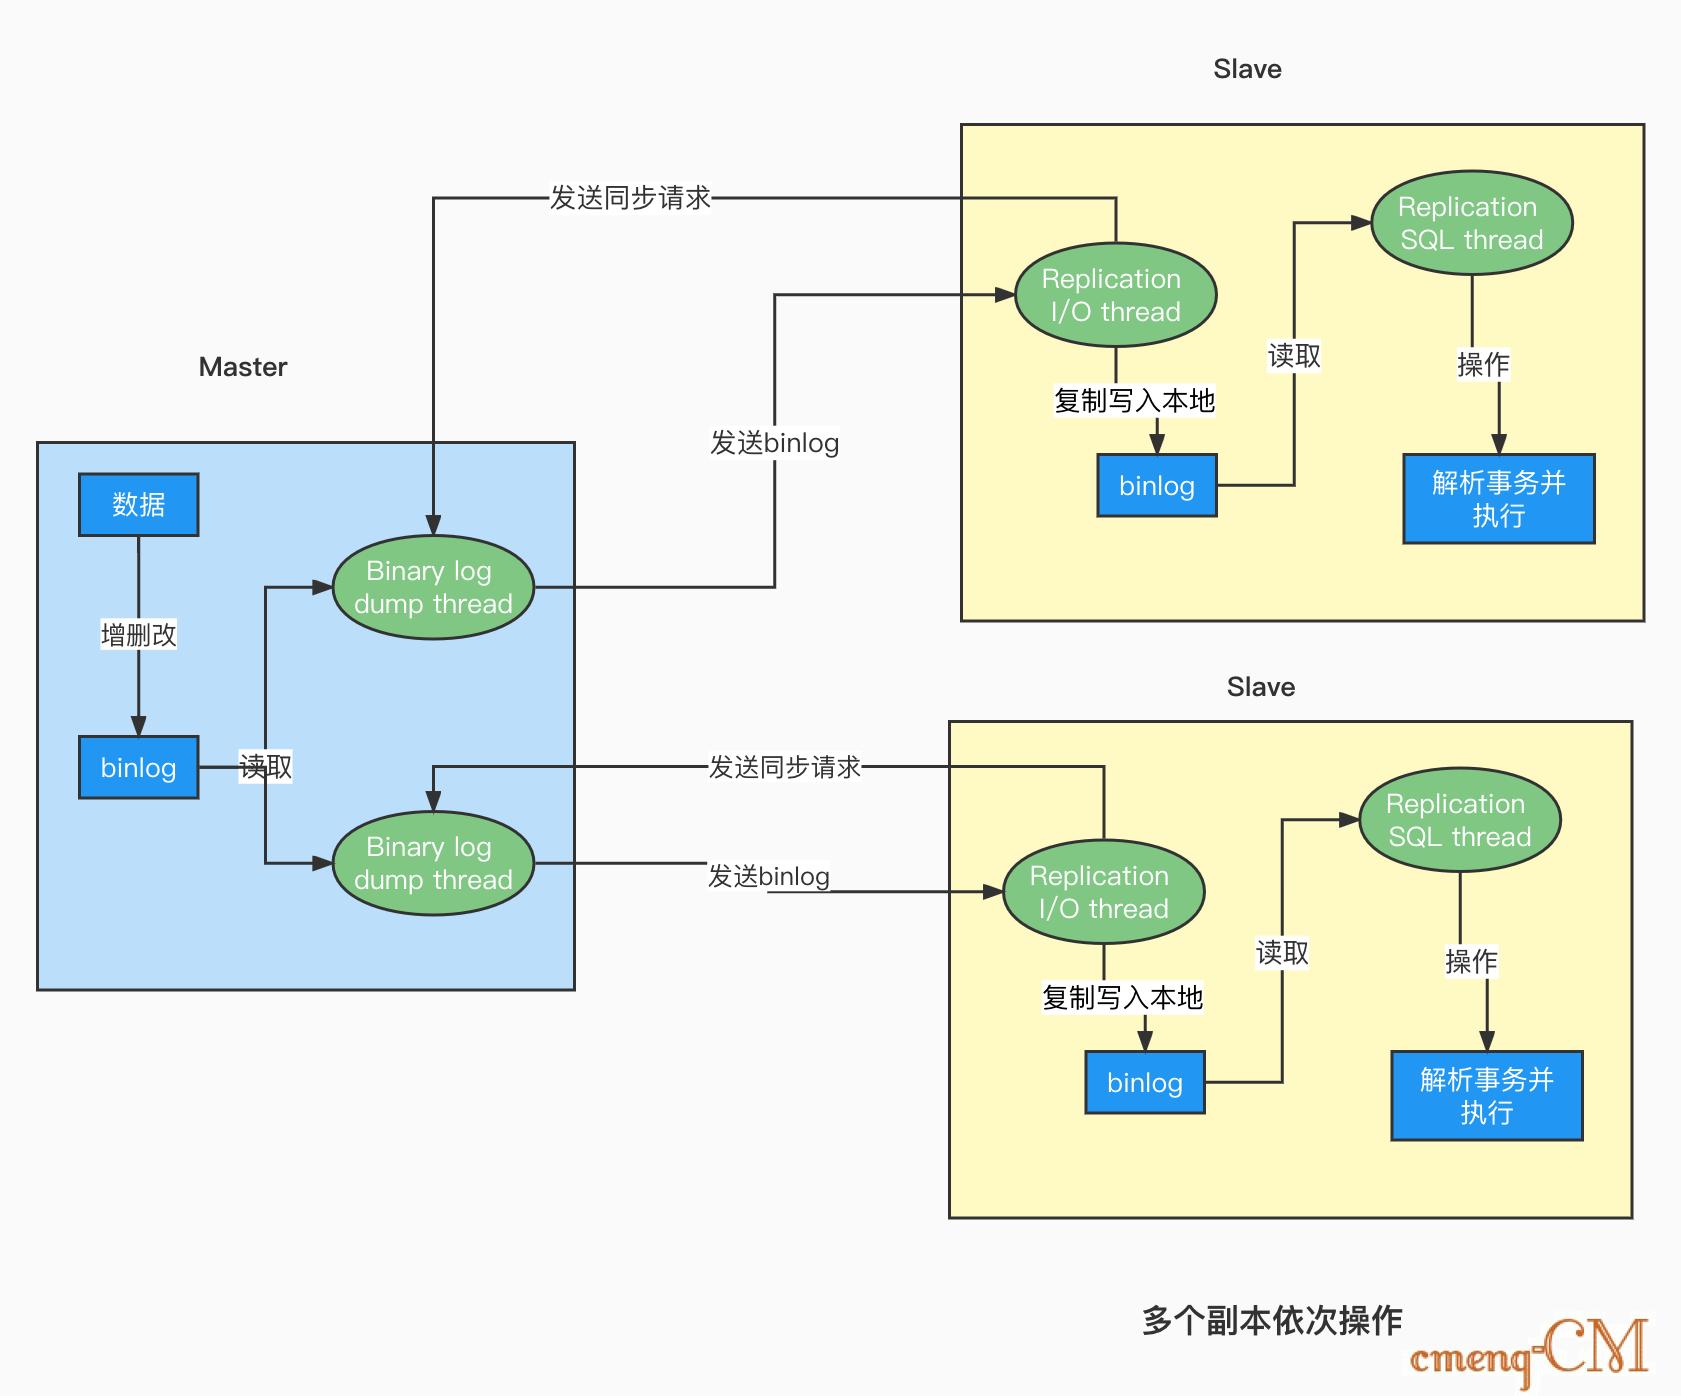 Slave
发送同步请求
Replication
SQL thread
Replication
I/O thread
读取
操作
Master
复制写入本地
发送binlog
binlog
解析事务并
执行
数据
Binary log
dump thread
增删改
Slave
binlog
读取
发送同步请求
Replication
SQL thread
Binary log
dump thread
发送binlog
Replication
I/O thread
读取
操作
复制写入本地
binlog
解析事务并
执行
多个副本依次操作
cmenq-CM